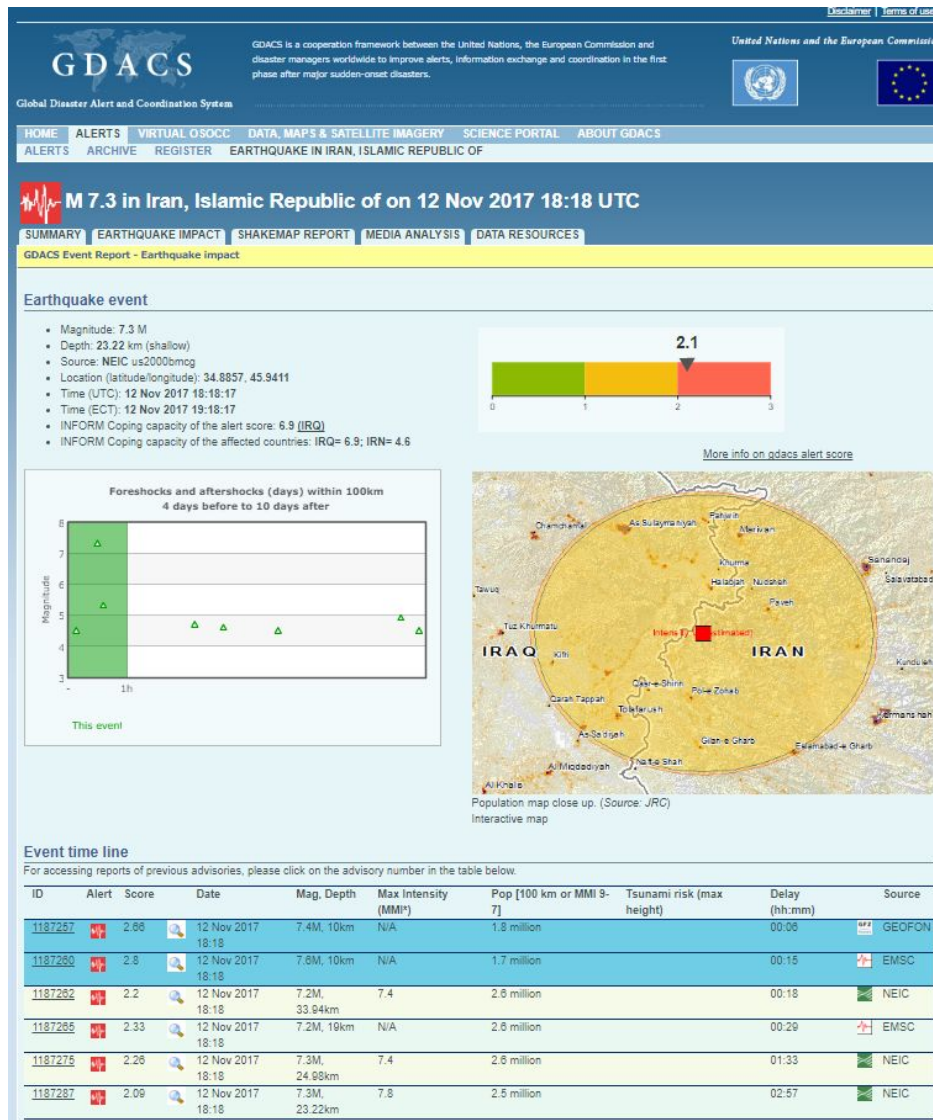 Disclaimer | Terms of use
GDACS
Global Disaster Alert and Coordination System
GDACS is a cooperation framework between the United Nations, the European Commission and
disaster managers worldwide to improve alerts, information exchange and coordination in the first
phase after major sudden-onset disasters.
United Nations and the European Commissio
HOME ALERTS VIRTUAL OSOCC DATA, MAPS & SATELLITE IMAGERY SCIENCE PORTAL ABOUT GDACS
ALERTS ARCHIVE REGISTER EARTHQUAKE IN IRAN, ISLAMIC REPUBLIC OF
M 7.3 in Iran, Islamic Republic of on 12 Nov 2017 18:18 UTC
SUMMARY EARTHQUAKE IMPACT SHAKEMAP REPORT MEDIA ANALYSIS DATA RESOURCES
GDACS Event Report - Earthquake impact
Earthquake event
• Magnitude: 7.3 M
• Depth: 23.22 km (shallow)
• Source: NEIC us2000bmcg
• Location (latitude/longitude): 34.8857, 45.9411
• Time (UTC): 12 Nov 2017 18:18:17
• Time (ECT): 12 Nov 2017 19:18:17
• INFORM Coping capacity of the alert score: 6.9 (IRQ)
• INFORM Coping capacity of the affected countries: IRQ= 6.9; IRN= 4.6
2.1
0 1 2 3
More info on gdacs alert score
Foreshocks and aftershocks (days) within 100km
4 days before to 10 days after
Magnitude
8
7
6
5
4
3
- 1h
This event
Chamchamal As Sulaymaniyah Panjwin
Merivan
Khurma Sanandaj
Tawuq Halabjah Nudsheh Salavatabad
Paveh
Tuz Khurmatu
IRAQ Kifri IRAN
Kunduleh
Qasr-e-Shirin
Qarah Tappah Pol-e Zohab
Tolafarush
Kermanshah
As-Sadiyah Gilan-e Gharb Eslamabad-e Gharb
Al Miqdadiyah Naft-e Shah
Al Khalis
Population map close up. (Source: JRC)
Interactive map
Event time line
For accessing reports of previous advisories, please click on the advisory number in the table below.
ID Alert Score Date Mag, Depth Max Intensity (MMI*) Pop [100 km or MMI 9-7] Tsunami risk (max height) Delay (hh:mm) Source
1187257 2.66 12 Nov 2017 18:18 7.4M, 10km N/A 1.8 million 00:06 GEOFON
1187260 2.8 12 Nov 2017 18:18 7.6M, 10km N/A 1.7 million 00:15 EMSC
1187262 2.2 12 Nov 2017 18:18 7.2M, 33.94km 7.4 2.6 million 00:18 NEIC
1187265 2.33 12 Nov 2017 18:18 7.2M, 19km N/A 2.6 million 00:29 EMSC
1187275 2.26 12 Nov 2017 18:18 7.3M, 24.98km 7.4 2.6 million 01:33 NEIC
1187287 2.09 12 Nov 2017 18:18 7.3M, 23.22km 7.8 2.5 million 02:57 NEIC